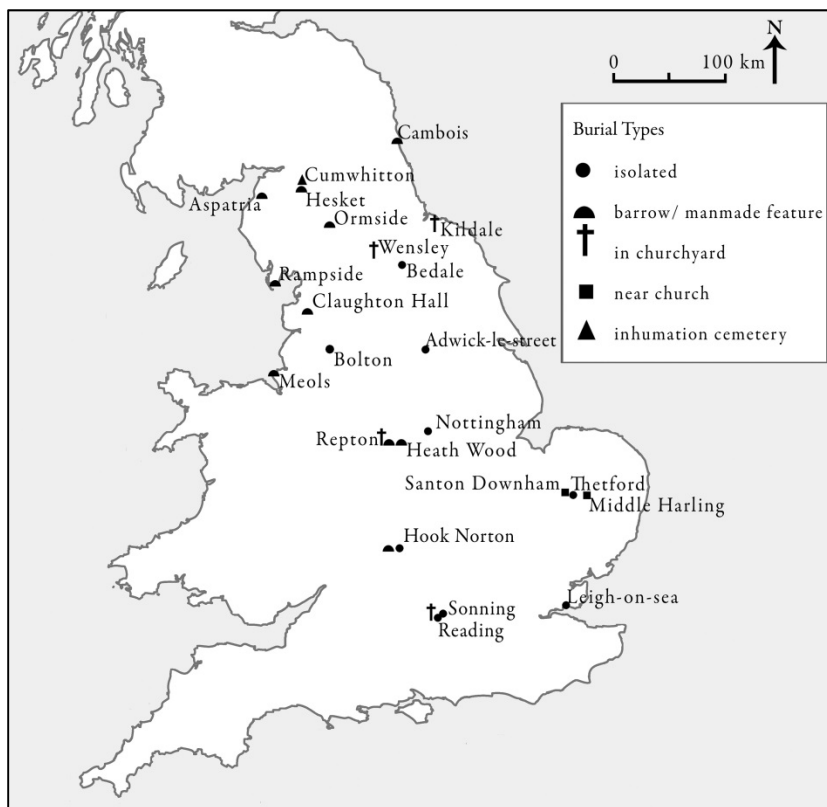 N
0 100 km
Burial Types
isolated
barrow/ manmade feature
in churchyard
near church
inhumation cemetery
Cambois
Cumwhitton
Hesket
Aspatria
Ormside
Kildale
Wensley
Bedale
Rampside
Claughton Hall
Adwick-le-street
Bolton
Meols
Nottingham
Repton
Heath Wood
Santon Downham
Thetford
Middle Harling
Hook Norton
Leigh-on-sea
Sonning
Reading